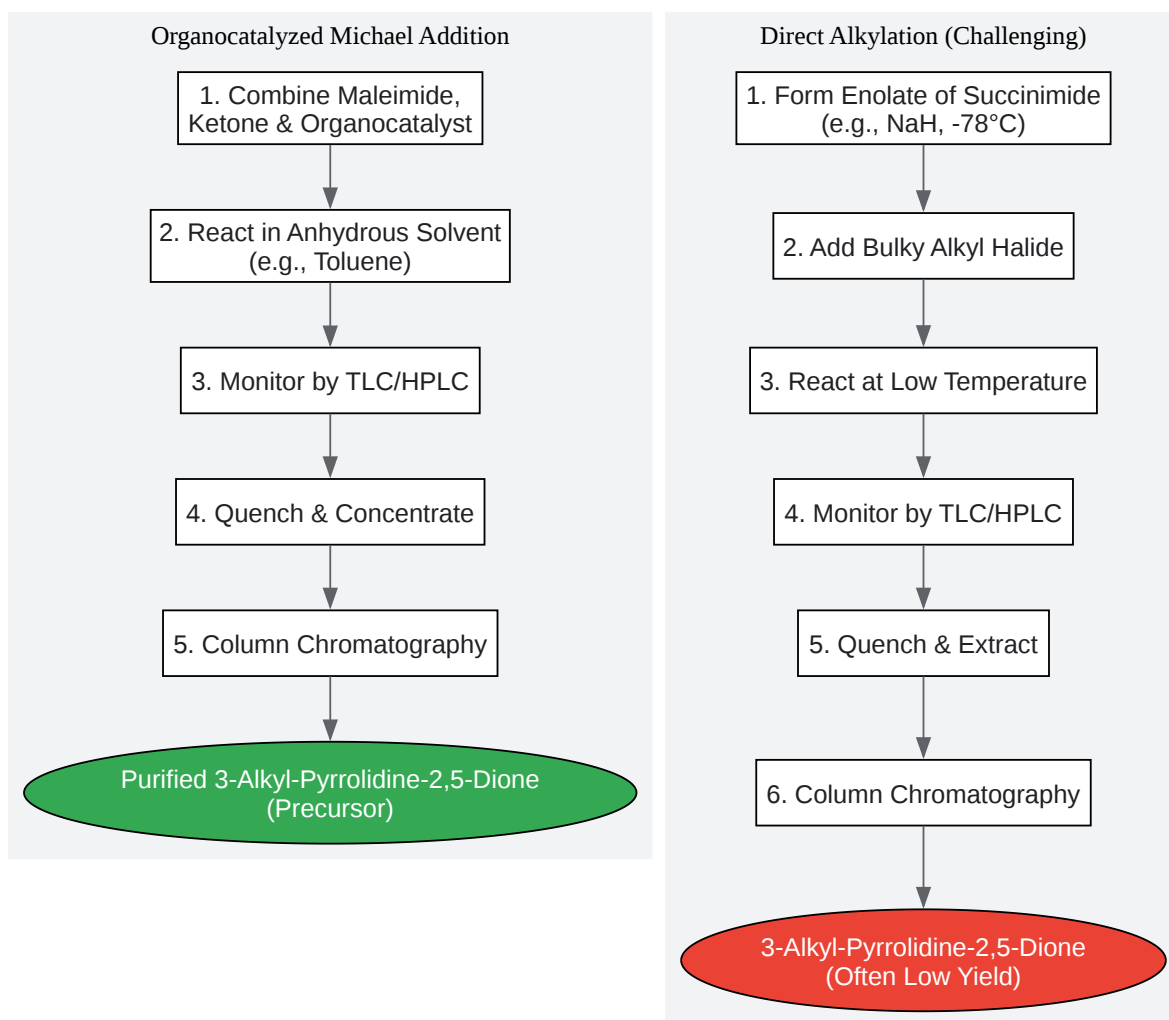 Organocatalyzed Michael Addition
1. Combine Maleimide,
Ketone & Organocatalyst
2. React in Anhydrous Solvent
(e.g., Toluene)
3. Monitor by TLC/HPLC
4. Quench & Concentrate
5. Column Chromatography
Purified 3-Alkyl-Pyrrolidine-2,5-Dione
(Precursor)
Direct Alkylation (Challenging)
1. Form Enolate of Succinimide
(e.g., NaH, -78°C)
2. Add Bulky Alkyl Halide
3. React at Low Temperature
4. Monitor by TLC/HPLC
5. Quench & Extract
6. Column Chromatography
3-Alkyl-Pyrrolidine-2,5-Dione
(Often Low Yield)